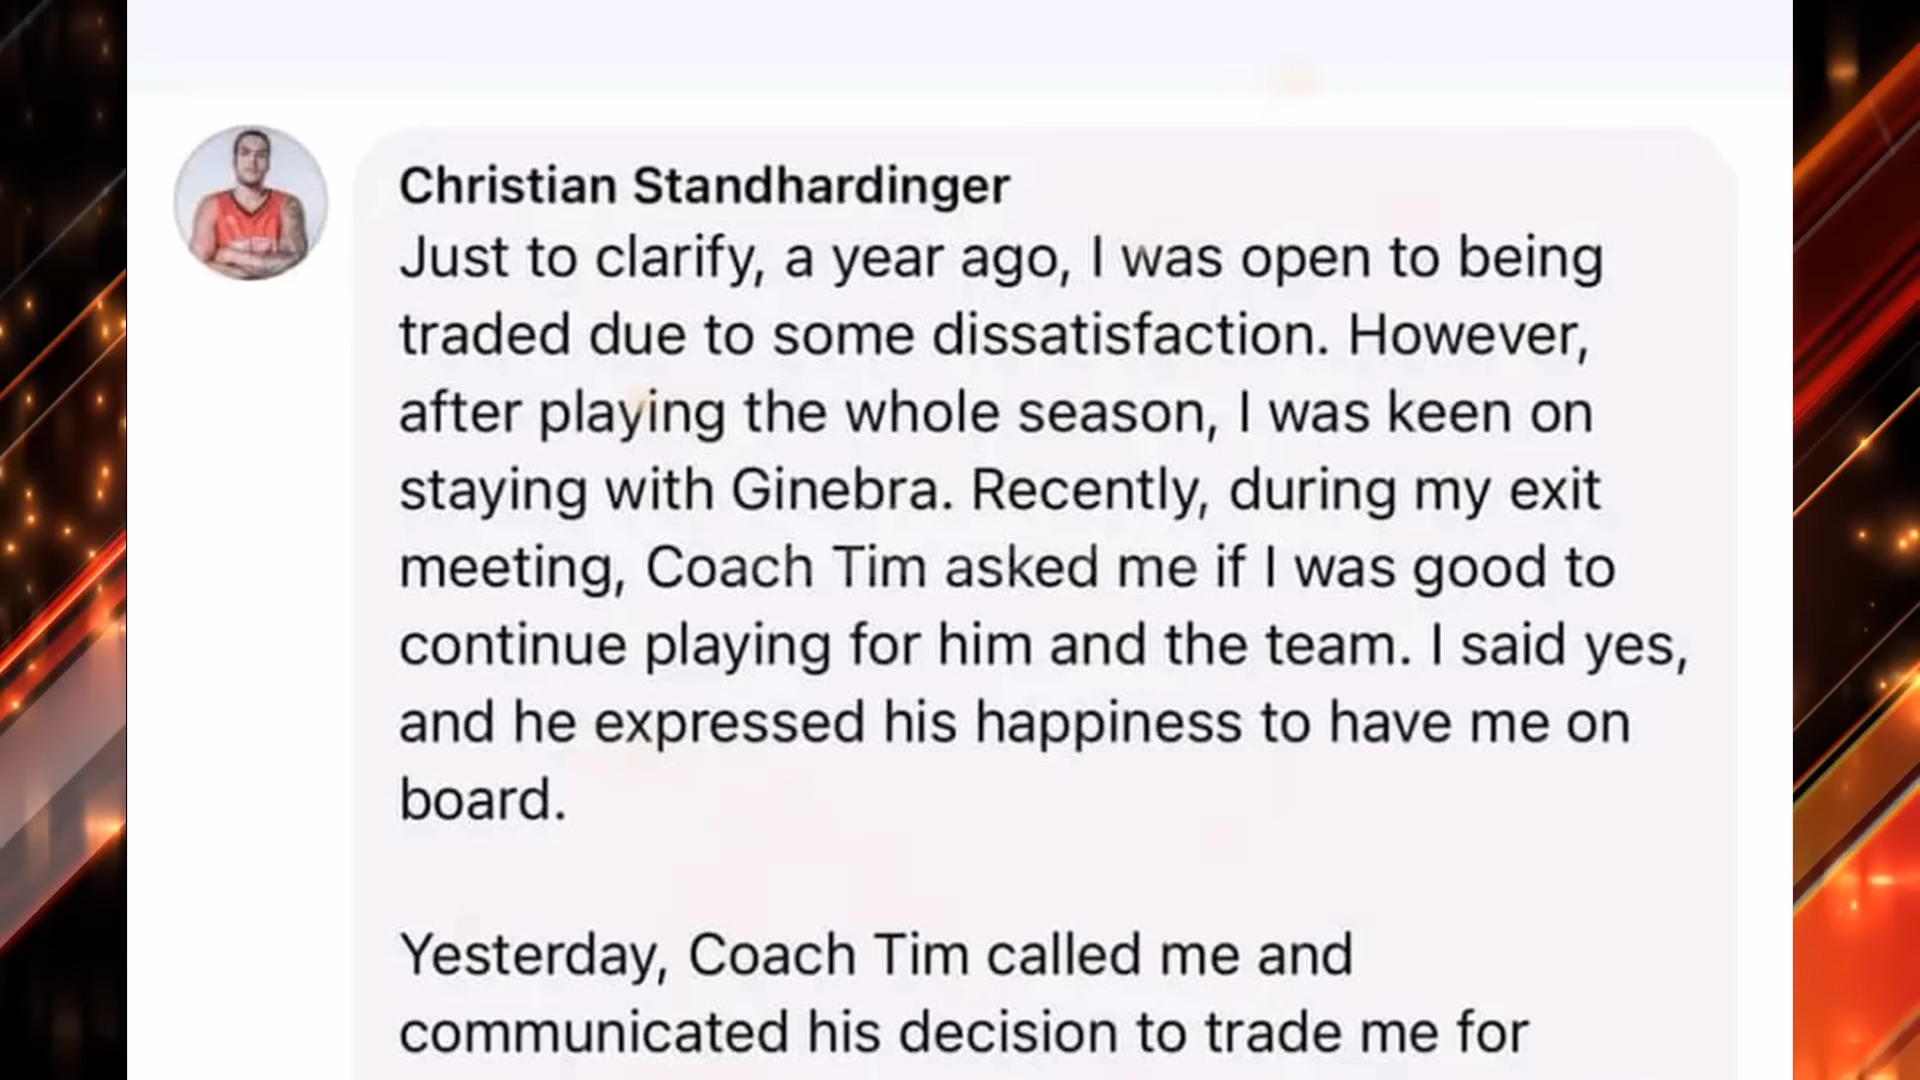 Christian Standhardinger
Just to clarify, a year ago, I was open to being
traded due to some dissatisfaction. However,
after playing the whole season, I was keen on
staying with Ginebra. Recently, during my exit
meeting, Coach Tim asked me if I was good to
continue playing for him and the team. I said yes,
and he expressed his happiness to have me on
board.
Yesterday, Coach Tim called me and
communicated his decision to trade me for